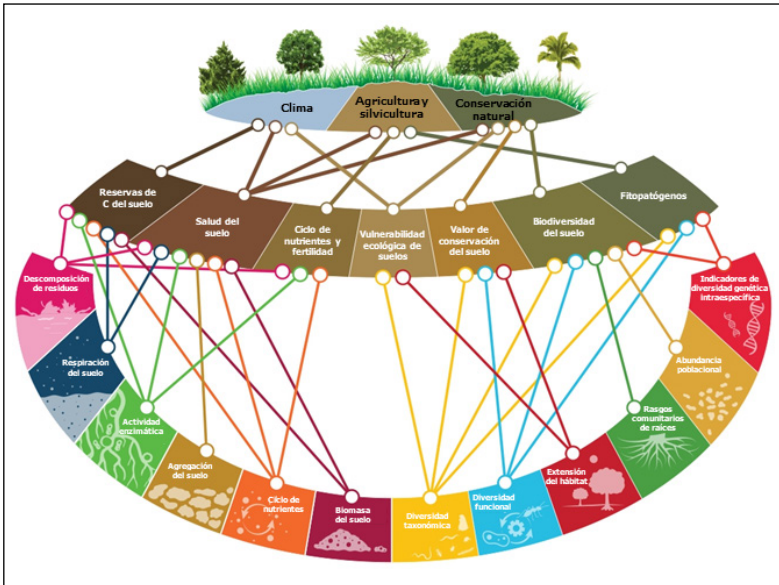 Clima
Agricultura y
silvicultura
Conservación
natural
Reservas de
C del suelo
Salud del
suelo
Ciclo de
nutrientes y
fertilidad
Vulnerabilidad
ecológica de
suelos
Valor de
conservación
del suelo
Biodiversidad
del suelo
Fitopatógenos
Descomposición
de residuos
Respiración
del suelo
Actividad
enzimática
Agregación
del suelo
Ciclo de
nutrientes
Biomasa
del suelo
Diversidad
taxonómica
Diversidad
funcional
Extensión
del hábitat
Rasgos
comunitarios
de raíces
Abundancia
poblacional
Indicadores de
diversidad genética
intraespecífica